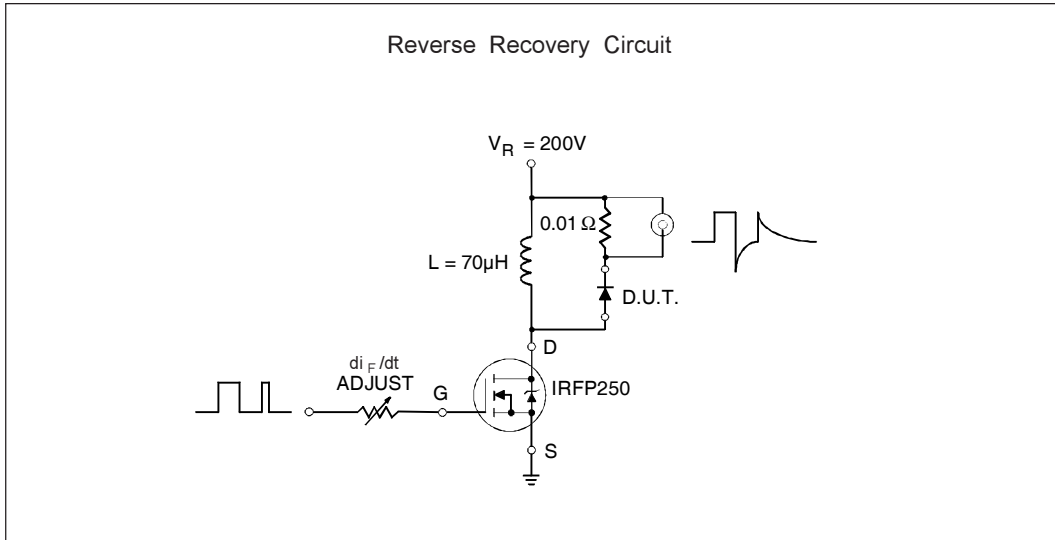 Reverse Recovery Circuit
V_R = 200V
0.01 Ω
L = 70µH
D.U.T.
D
di_F/dt
ADJUST
G
IRFP250
S